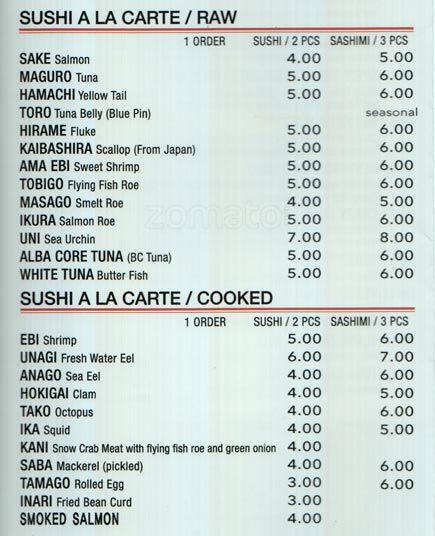 SUSHI A LA CARTE / RAW
1 ORDER SUSHI / 2 PCS SASHIMI / 3 PCS
SAKE Salmon 4.00 5.00
MAGURO Tuna 5.00 6.00
HAMACHI Yellow Tail 5.00 6.00
TORO Tuna Belly (Blue Pin) seasonal
HIRAME Fluke 5.00 6.00
KAIBASHIRA Scallop (From Japan) 5.00 6.00
AMA EBI Sweet Shrimp 5.00 6.00
TOBIGO Flying Fish Roe 5.00 6.00
MASAGO Smelt Roe 4.00 5.00
IKURA Salmon Roe 5.00 6.00
zomato
UNI Sea Urchin 7.00 8.00
ALBA CORE TUNA (BC Tuna) 5.00 6.00
WHITE TUNA Butter Fish 5.00 6.00
SUSHI A LA CARTE / COOKED
1 ORDER SUSHI / 2 PCS SASHIMI / 3 PCS
EBI Shrimp 5.00 6.00
UNAGI Fresh Water Eel 6.00 7.00
ANAGO Sea Eel 4.00 6.00
HOKIGAI Clam 4.00 5.00
TAKO Octopus 4.00 6.00
IKA Squid 4.00 5.00
KANI Snow Crab Meat with flying fish roe and green onion 4.00
SABA Mackerel (pickled) 4.00 6.00
TAMAGO Rolled Egg 3.00 6.00
INARI Fried Bean Curd 3.00
SMOKED SALMON 4.00